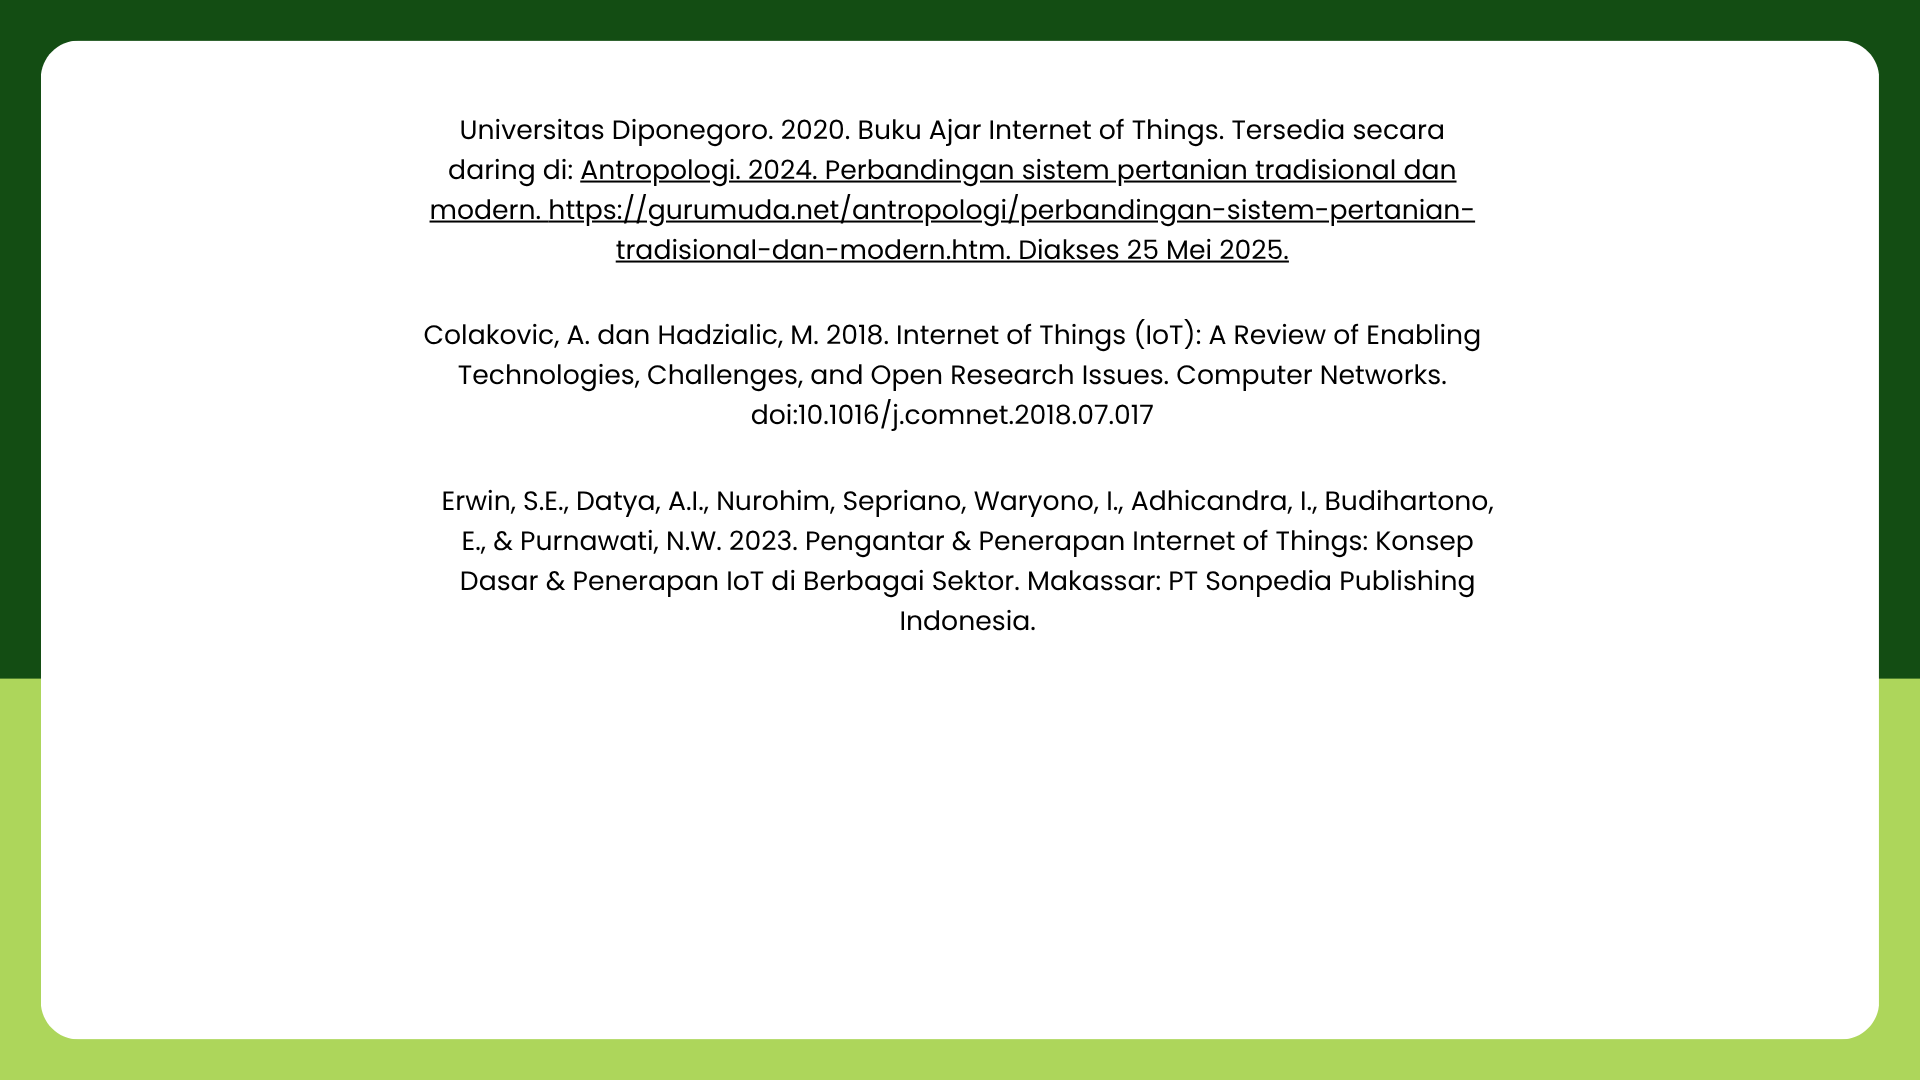 Universitas Diponegoro. 2020. Buku Ajar Internet of Things. Tersedia secara
daring di: Antropologi. 2024. Perbandingan sistem pertanian tradisional dan
modern. https://gurumuda.net/antropologi/perbandingan-sistem-pertanian-
tradisional-dan-modern.htm. Diakses 25 Mei 2025.
Colakovic, A. dan Hadzialic, M. 2018. Internet of Things (IoT): A Review of Enabling
Technologies, Challenges, and Open Research Issues. Computer Networks.
doi:10.1016/j.comnet.2018.07.017
Erwin, S.E., Datya, A.I., Nurohim, Sepriano, Waryono, I., Adhicandra, I., Budihartono,
E., & Purnawati, N.W. 2023. Pengantar & Penerapan Internet of Things: Konsep
Dasar & Penerapan IoT di Berbagai Sektor. Makassar: PT Sonpedia Publishing
Indonesia.